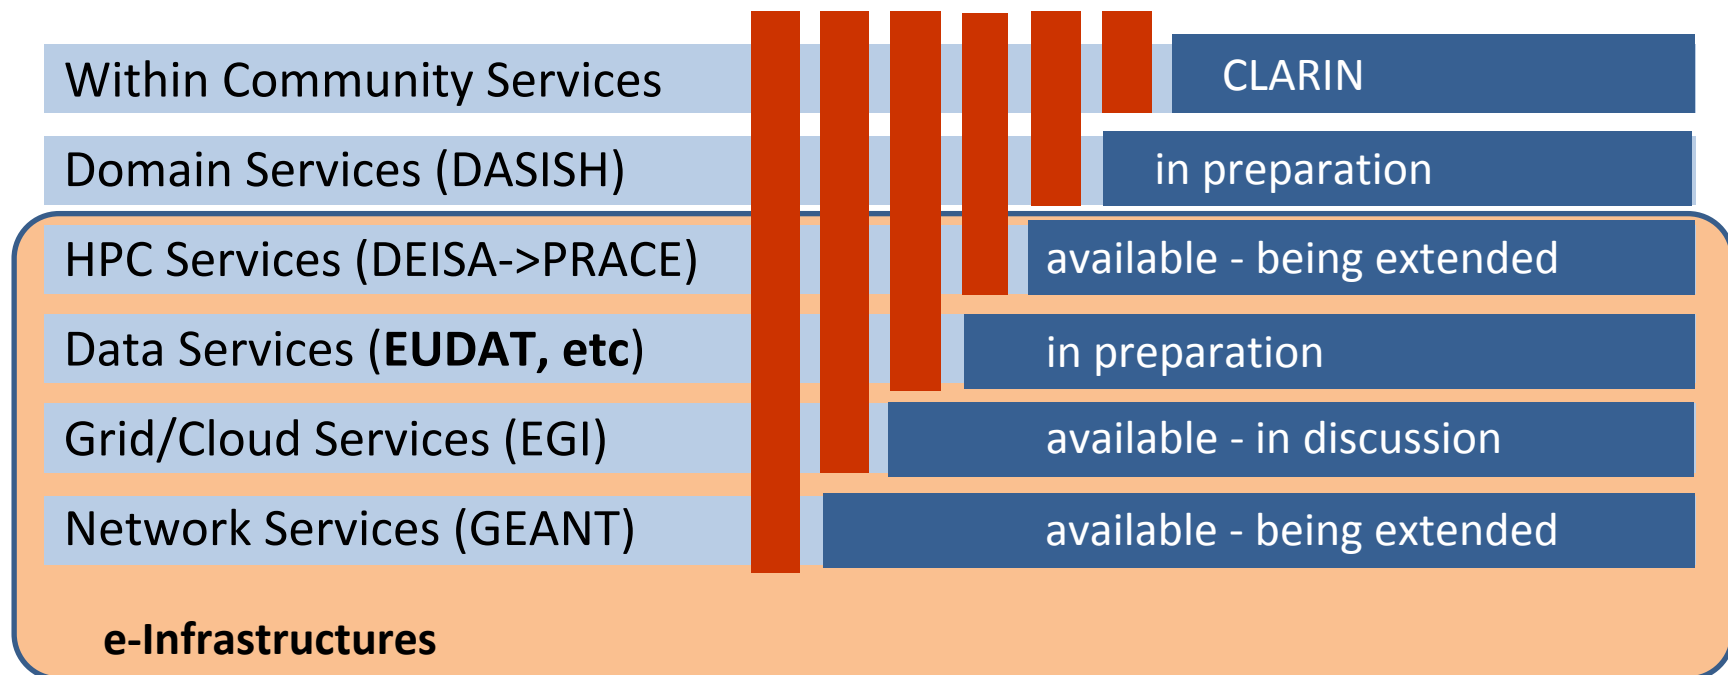 Within Community Services CLARIN
Domain Services (DASISH) in preparation
HPC Services (DEISA->PRACE) available - being extended
Data Services (EUDAT, etc) in preparation
Grid/Cloud Services (EGI) available - in discussion
Network Services (GEANT) available - being extended
e-Infrastructures